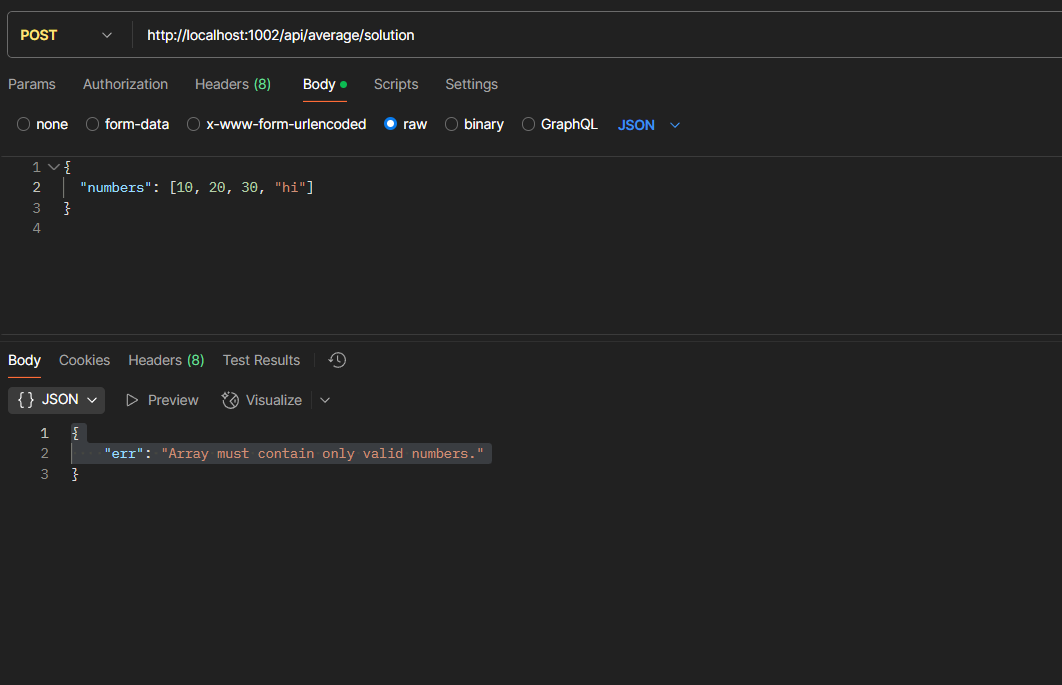 POST http://localhost:1002/api/average/solution
Params Authorization Headers (8) Body Scripts Settings
none form-data x-www-form-urlencoded raw binary GraphQL JSON
1 {
2 "numbers": [10, 20, 30, "hi"]
3 }
4
Body Cookies Headers (8) Test Results
{} JSON Preview Visualize
1 {
2 "err": "Array must contain only valid numbers."
3 }